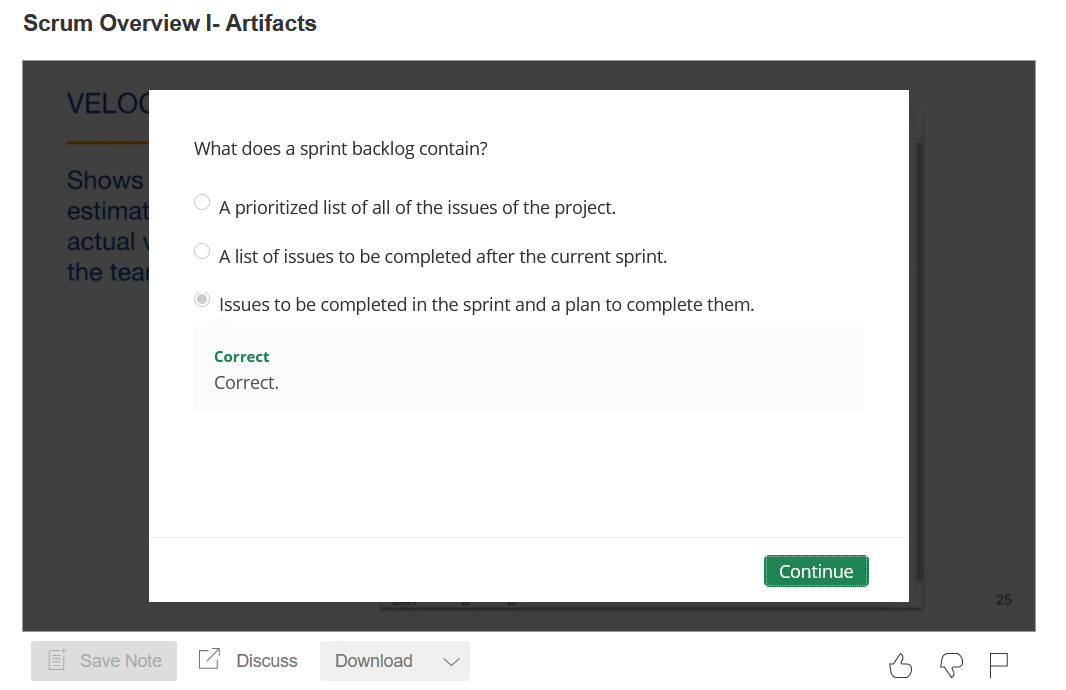 Scrum Overview I- Artifacts
VELO
What does a sprint backlog contain?
Shows
estimat
actual
the tea
A prioritized list of all of the issues of the project.
A list of issues to be completed after the current sprint.
Issues to be completed in the sprint and a plan to complete them.
Correct
Correct.
Continue
25
Save Note
Discuss
Download